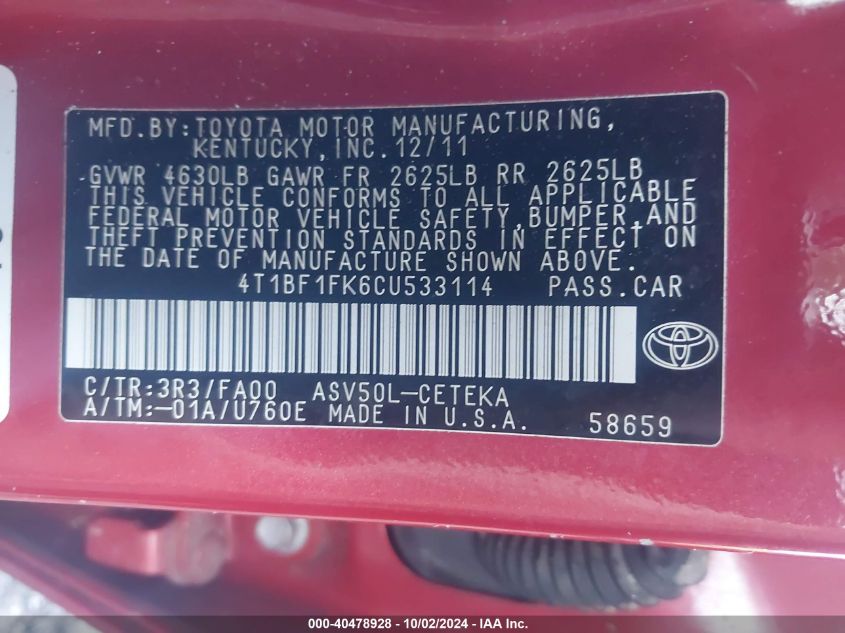 MFD.BY:TOYOTA MOTOR MANUFACTURING,
KENTUCKY,INC.12/11
GVWR 4630LB GAWR FR 2625LB RR 2625LB
THIS VEHICLE CONFORMS TO ALL APPLICABLE
FEDERAL MOTOR VEHICLE SAFETY,BUMPER,AND
THEFT PREVENTION STANDARDS IN EFFECT ON
THE DATE OF MANUFACTURE SHOWN ABOVE.
4T1BF1FK6CU533114 PASS.CAR
C/TR:3R3/FA00 ASV50L-CETEKA
A/TM:-01A/U760E MADE IN U.S.A.
58659
000-40478928 - 10/02/2024 - IAA Inc.